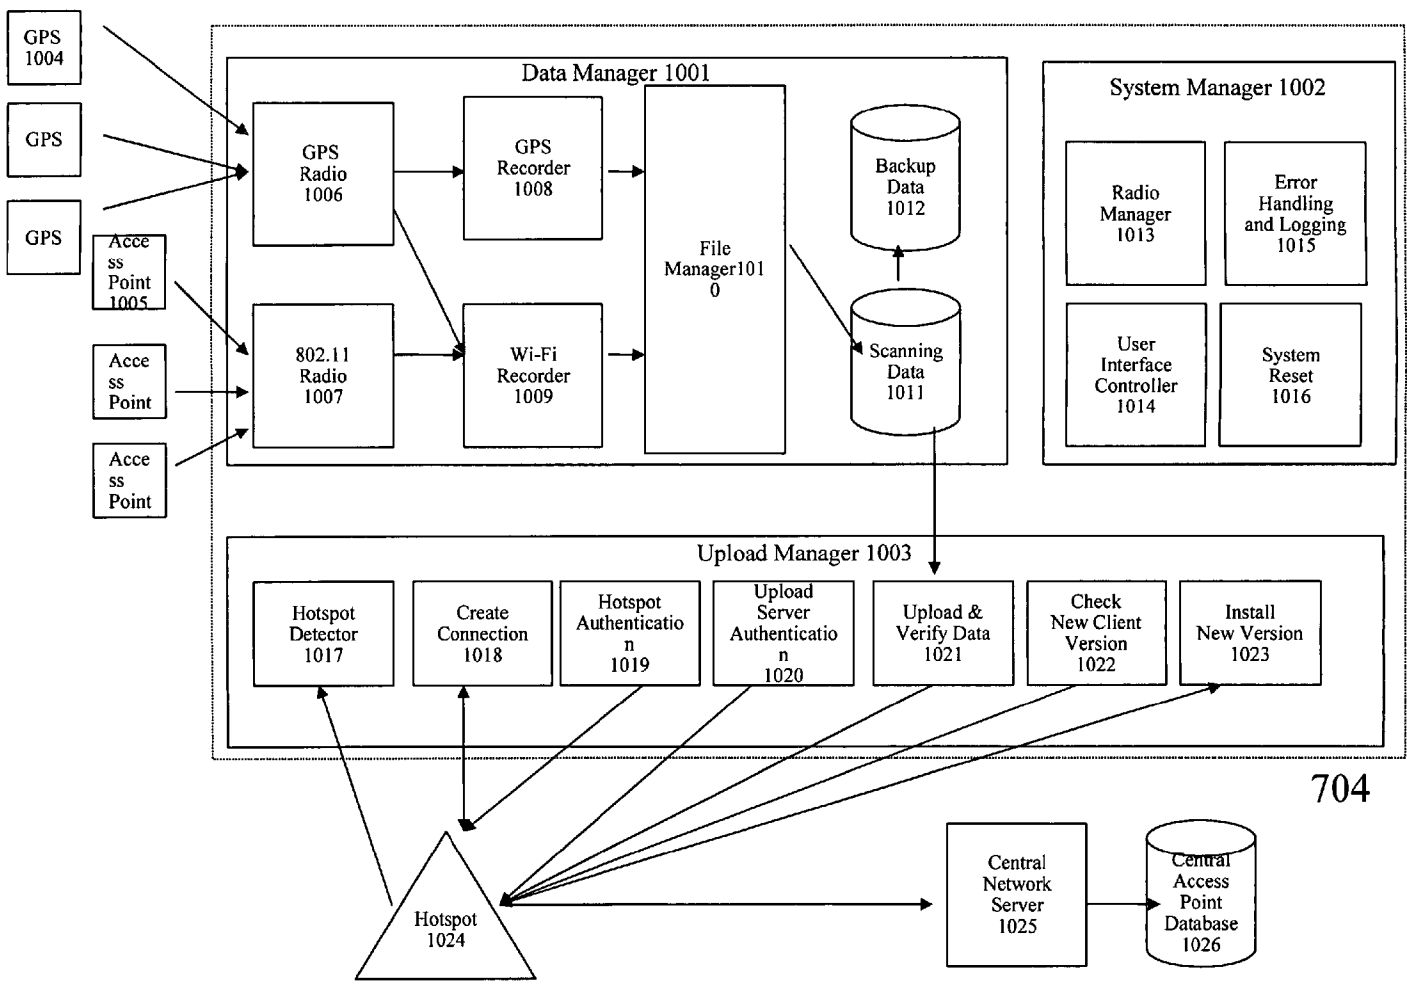 GPS
1004
GPS
GPS
Acce
ss
Point
1005
Acce
ss
Point
Acce
ss
Point
Data Manager 1001
GPS
Radio
1006
GPS
Recorder
1008
802.11
Radio
1007
Wi-Fi
Recorder
1009
File
Manager101
0
Backup
Data
1012
Scanning
Data
1011
System Manager 1002
Radio
Manager
1013
Error
Handling
and Logging
1015
User
Interface
Controller
1014
System
Reset
1016
Upload Manager 1003
Hotspot
Detector
1017
Create
Connection
1018
Hotspot
Authenticatio
n
1019
Upload
Server
Authenticatio
n
1020
Upload &
Verify Data
1021
Check
New Client
Version
1022
Install
New Version
1023
704
Hotspot
1024
Central
Network
Server
1025
Central
Access
Point
Database
1026